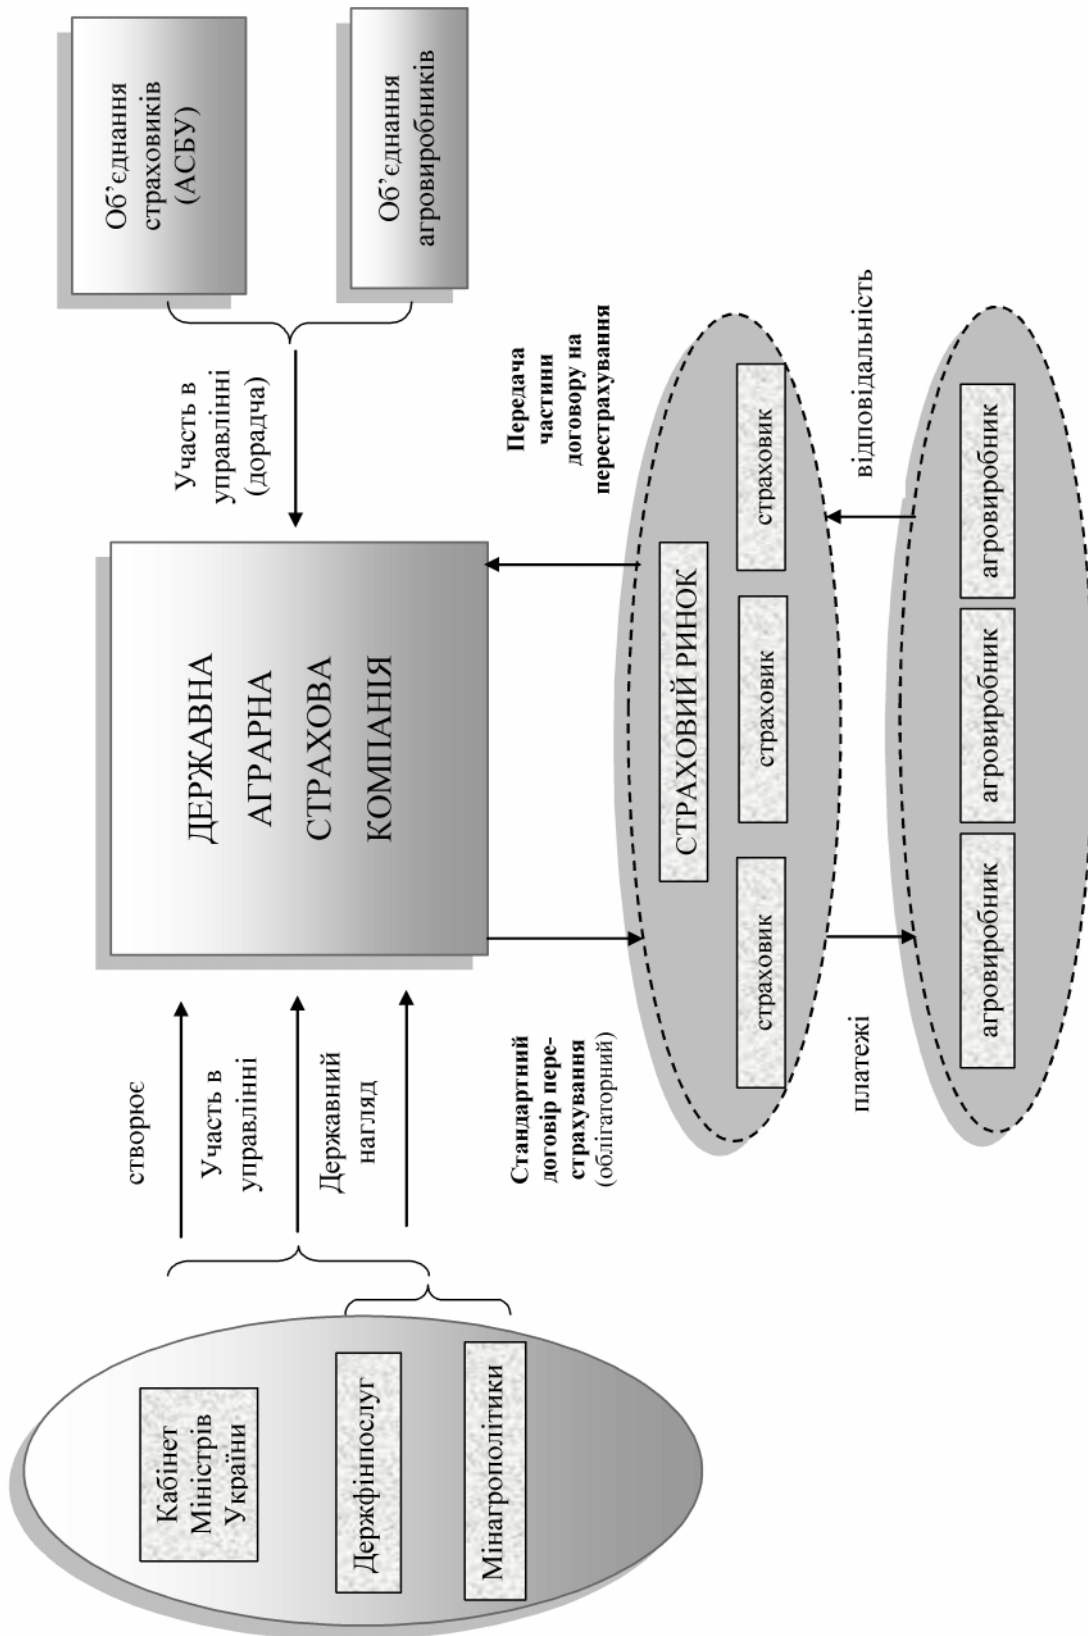 Кабінет
Міністрів
України
Держфінпослуг
Мінагрополітики
створює
Участь в
управлінні
Державний
нагляд
ДЕРЖАВНА
АГРАРНА
СТРАХОВА
КОМПАНІЯ
Участь в
управлінні
(дорадча)
Об’єднання
страховиків
(АСБУ)
Об’єднання
агровиробників
Стандартний
договір пере-
страхування
(облігаторний)
Передача
частини
договору на
перестрахування
СТРАХОВИЙ РИНОК
страховик
страховик
страховик
платежі
відповідальність
агровиробник
агровиробник
агровиробник